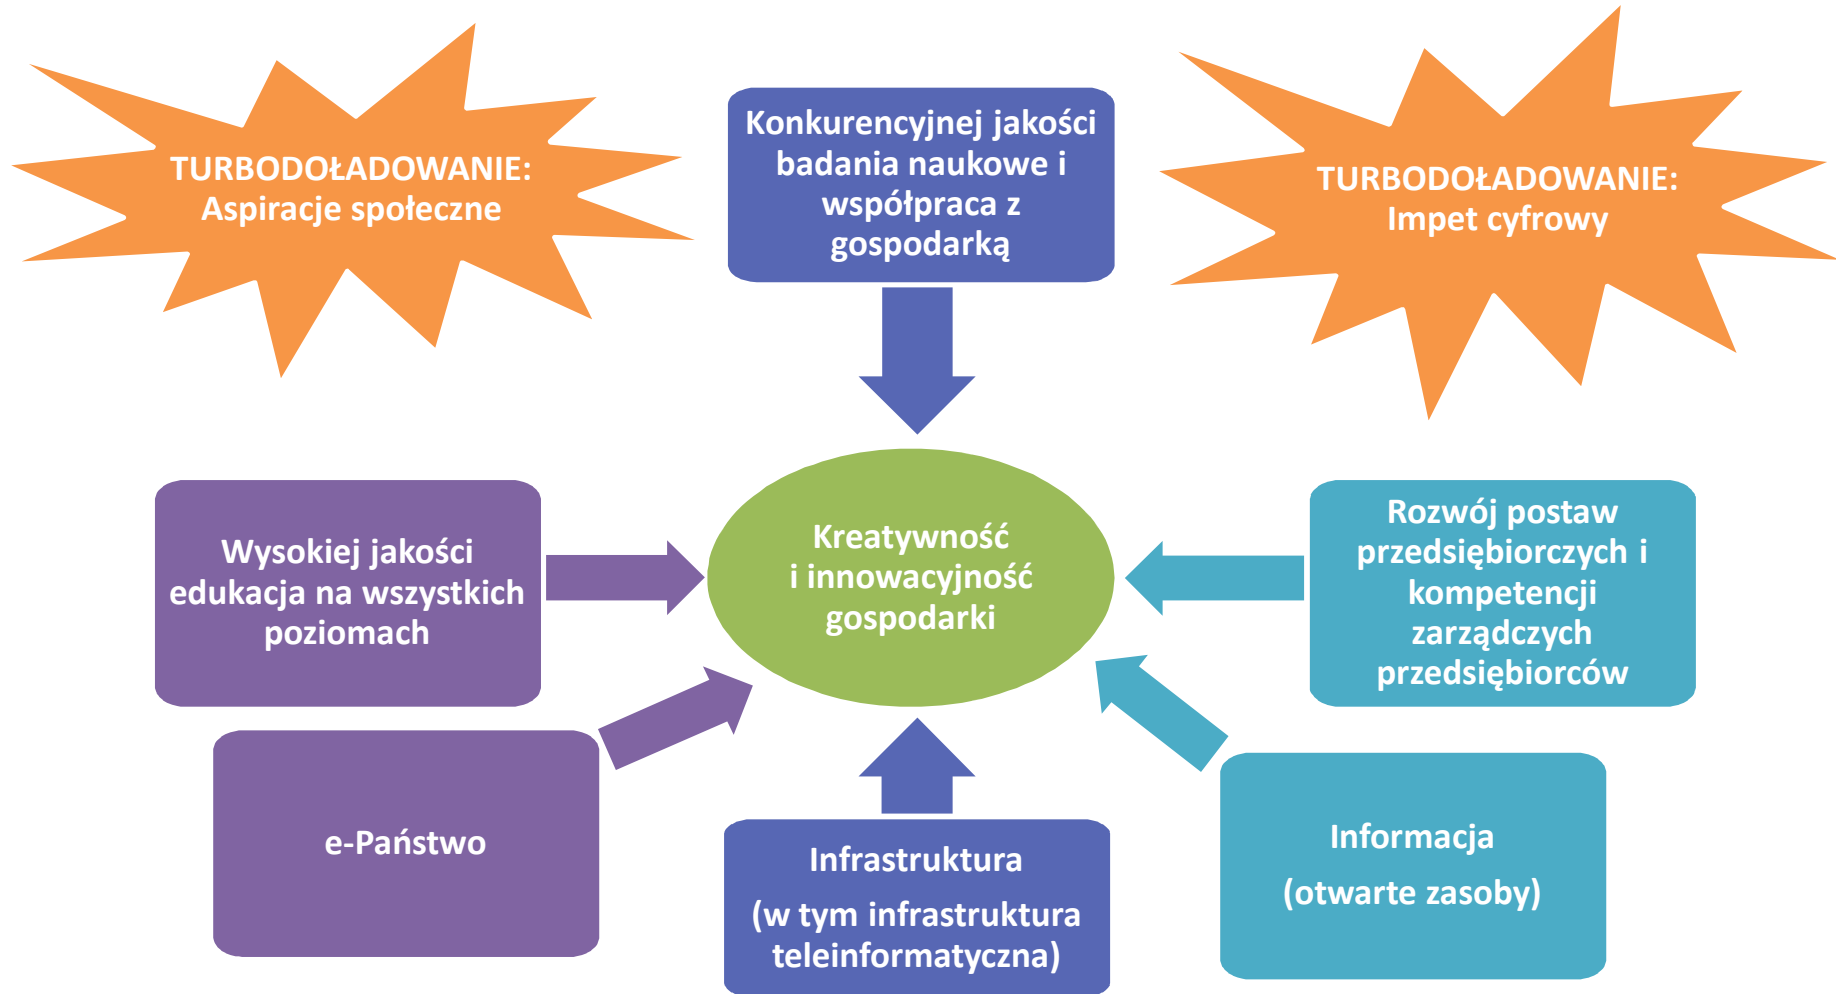 TURBODOŁADOWANIE:
Aspiracje społeczne
Konkurencyjnej jakości
badania naukowe i
współpraca z
gospodarką
TURBODOŁADOWANIE:
Impet cyfrowy
Wysokiej jakości
edukacja na wszystkich
poziomach
Kreatywność
i innowacyjność
gospodarki
Rozwój postaw
przedsiębiorczych i
kompetencji
zarządczych
przedsiębiorców
e-Państwo
Infrastruktura
(w tym infrastruktura
teleinformatyczna)
Informacja
(otwarte zasoby)